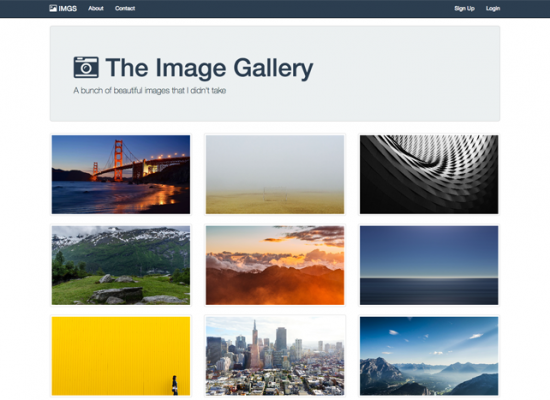 IMGS About Contact Sign Up Login
The Image Gallery
A bunch of beautiful images that I didn't take